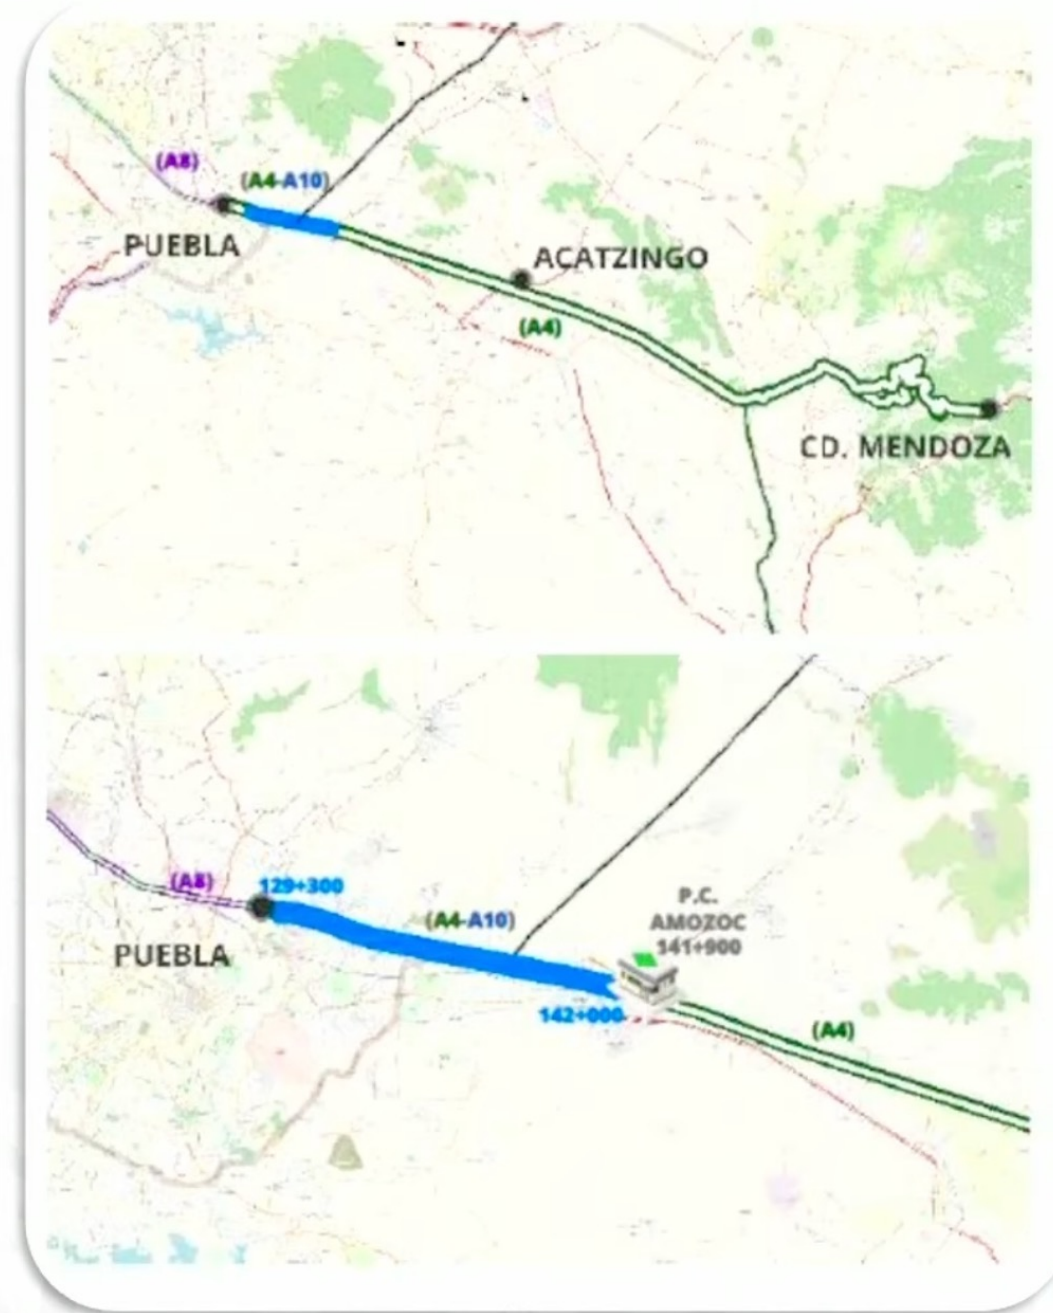 (A8)
(A4-A10)
PUEBLA
ACATZINGO
(A4)
CD. MENDOZA
(A8)
129+300
(A4-A10)
P.C.
AMOZOC
141+900
PUEBLA
142+000
(A4)